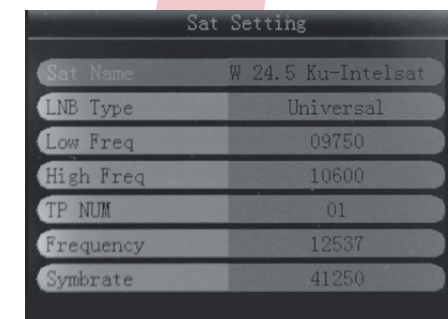 Sat Setting
Sat Name W 24.5 Ku-Intelsat
LNB Type Universal
Low Freq 09750
High Freq 10600
TP NUM 01
Frequency 12537
Symbrate 41250